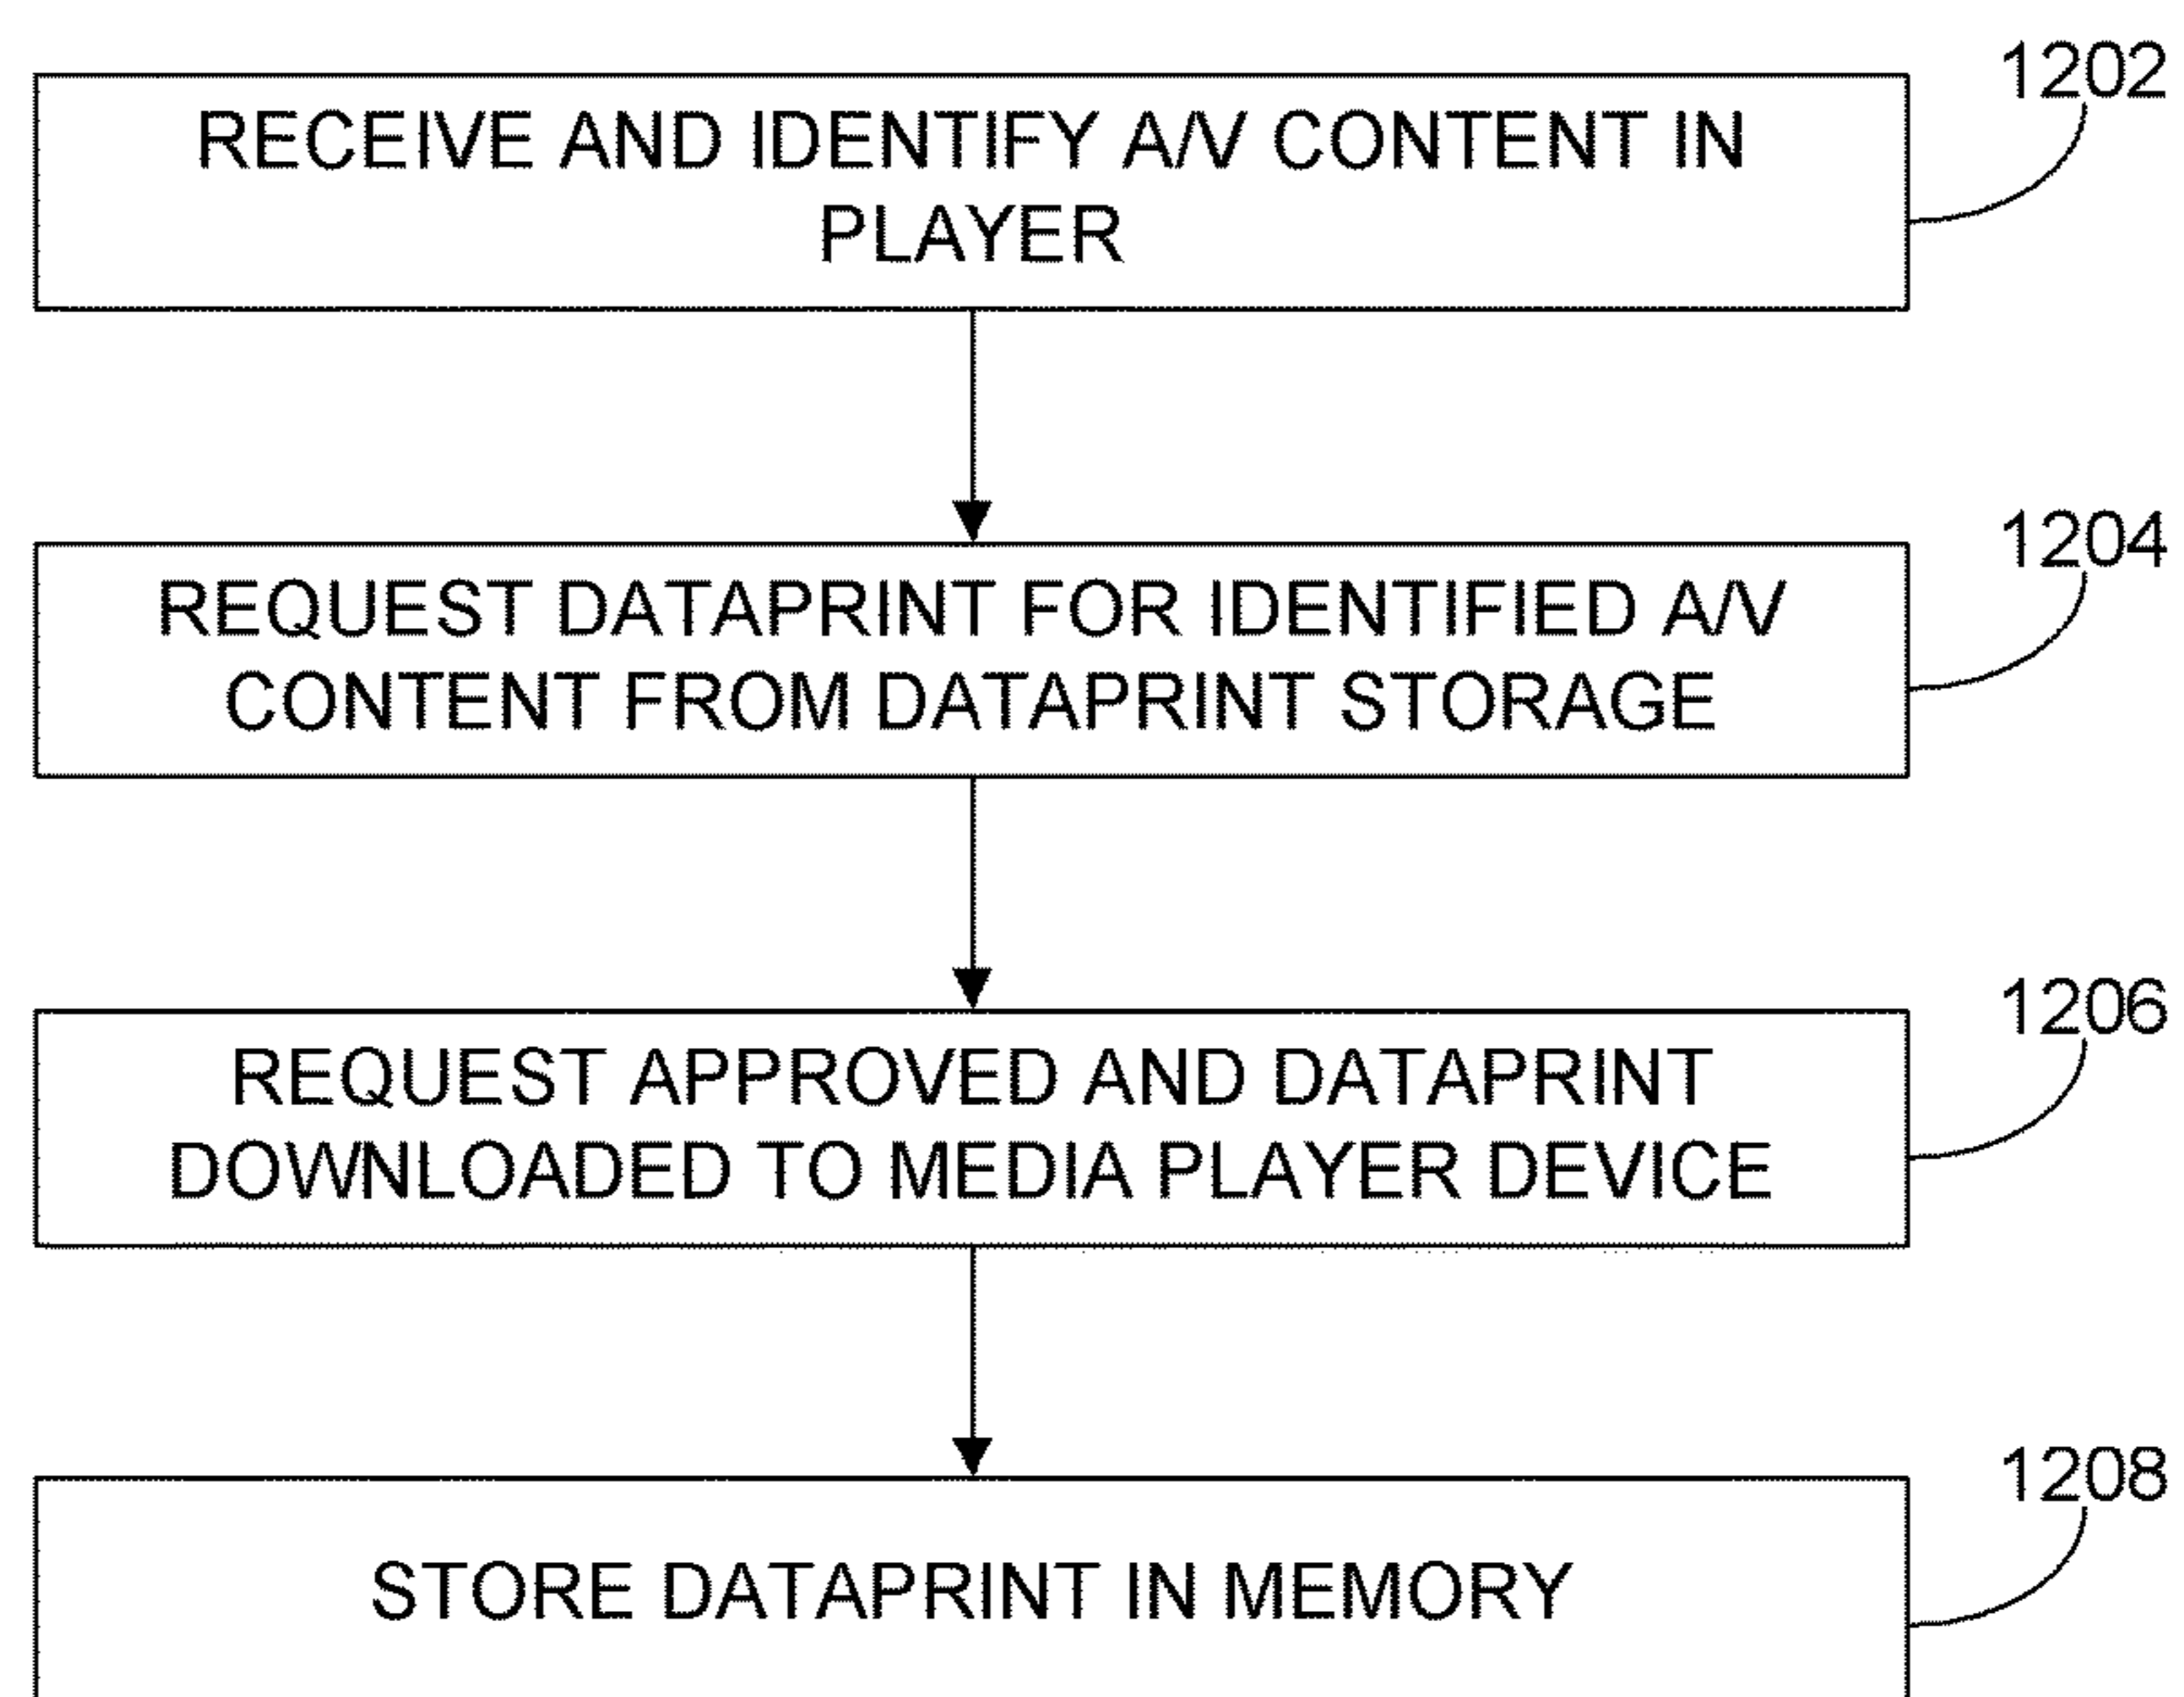 1202
RECEIVE AND IDENTIFY A/V CONTENT IN
PLAYER
1204
REQUEST DATAPRINT FOR IDENTIFIED A/V
CONTENT FROM DATAPRINT STORAGE
1206
REQUEST APPROVED AND DATAPRINT
DOWNLOADED TO MEDIA PLAYER DEVICE
1208
STORE DATAPRINT IN MEMORY